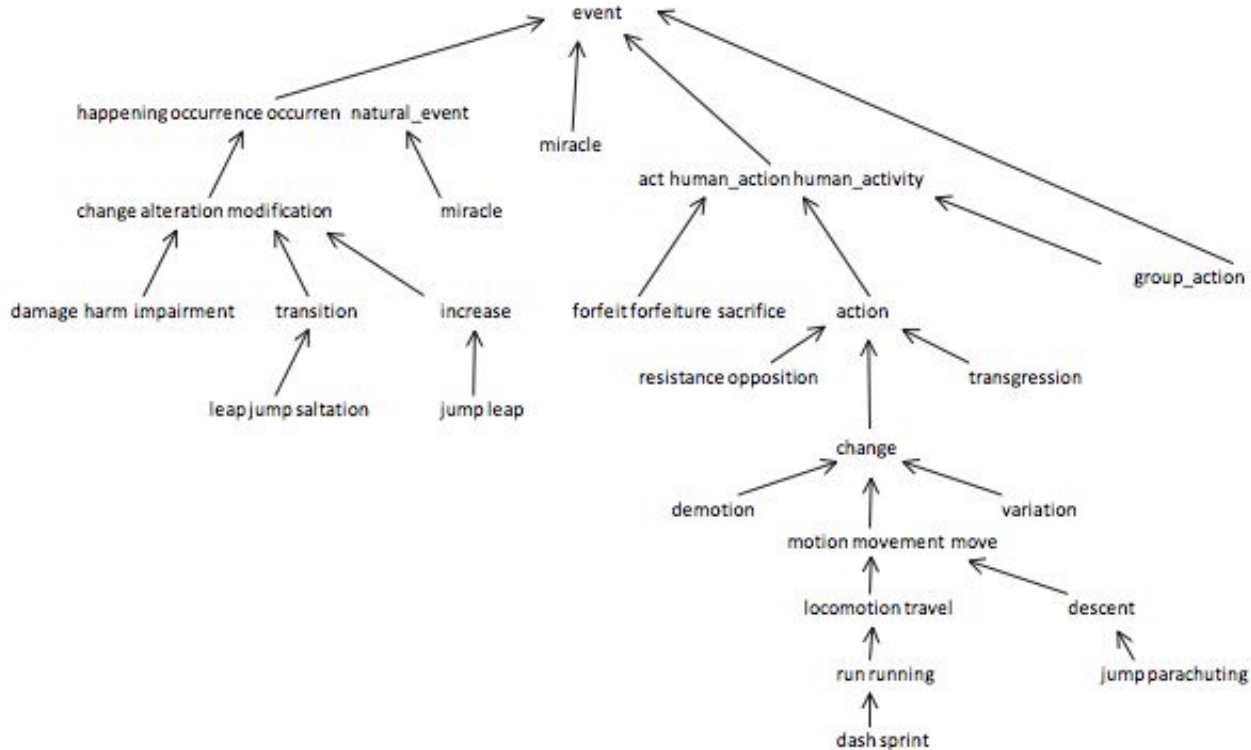 event
happening occurrence occurren natural_event
miracle
act human_action human_activity
change alteration modification
miracle
group_action
damage harm impairment
transition
increase
forfeit forfeiture sacrifice
action
resistance opposition
transgression
leap jump saltation
jump leap
change
demotion
variation
motion movement move
locomotion travel
descent
run running
jump parachuting
dash sprint